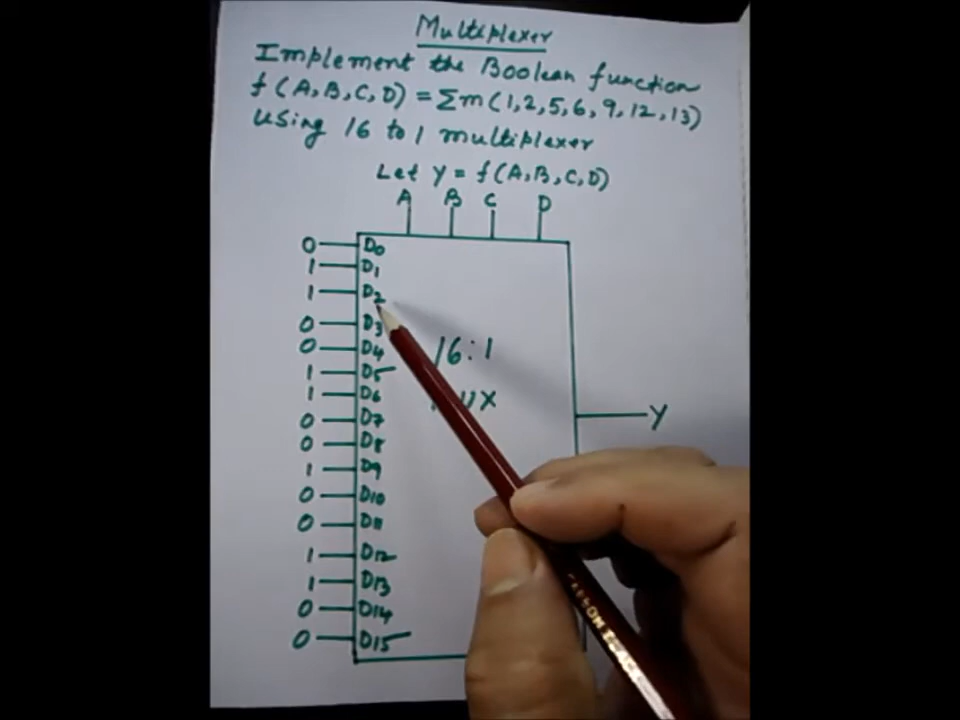 Multiplexer
Implement the Boolean function
f(A,B,C,D) = Σm(1,2,5,6,9,12,13)
using 16 to 1 multiplexer
Let Y = f(A,B,C,D)
A B C D
0 D0
1 D1
1 D2
0 D3
0 D4
1 D5
1 D6
0 D7
0 D8
1 D9
0 D10
0 D11
1 D12
1 D13
0 D14
0 D15
16:1
Y